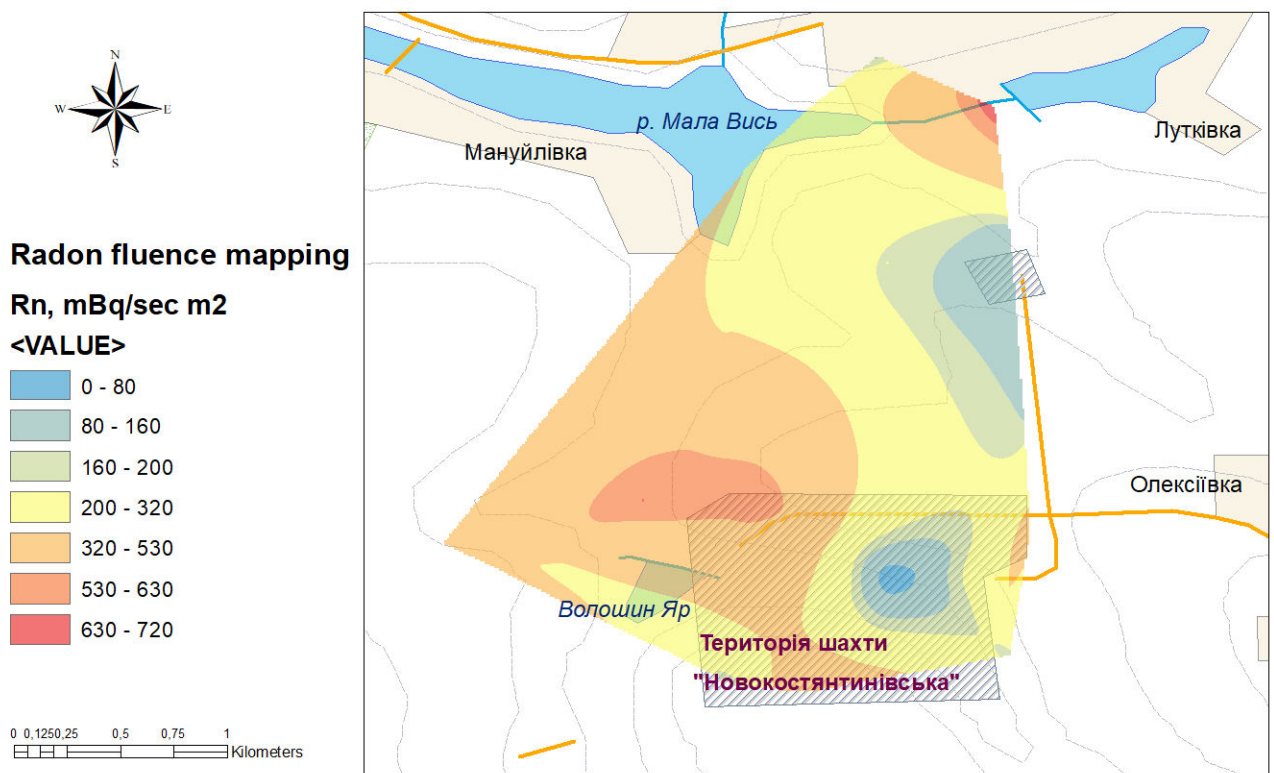 N
W
E
S
Radon fluence mapping
Rn, mBq/sec m2
<VALUE>
0 - 80
80 - 160
160 - 200
200 - 320
320 - 530
530 - 630
630 - 720
0 0,1250,25 0,5 0,75 1
Kilometers
р. Мала Вись
Мануйлівка
Лутківка
Олексіївка
Волошин Яр
Територія шахти
"Новокостянтинівська"